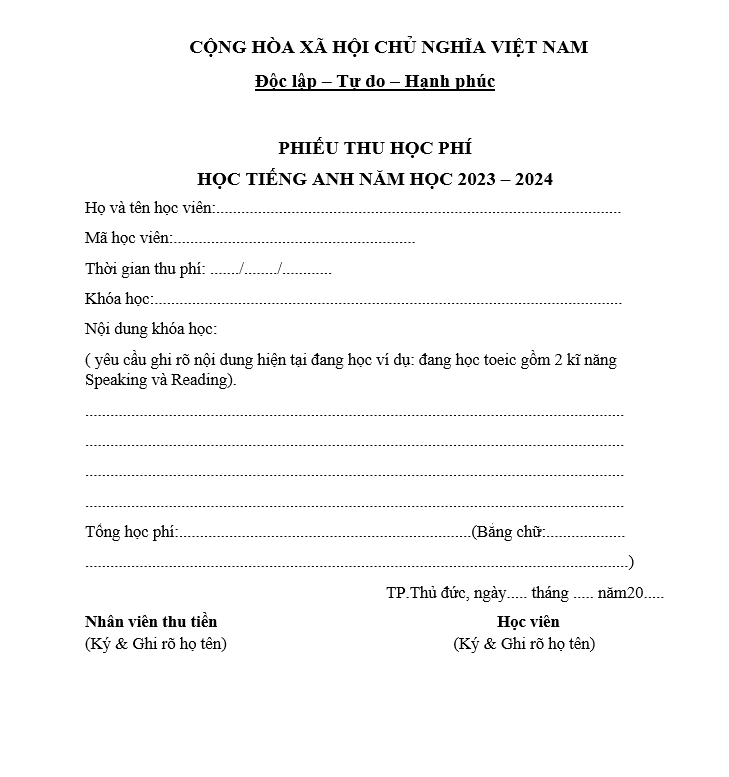 CỘNG HÒA XÃ HỘI CHỦ NGHĨA VIỆT NAM
Độc lập – Tự do – Hạnh phúc
PHIẾU THU HỌC PHÍ
HỌC TIẾNG ANH NĂM HỌC 2023 – 2024
Họ và tên học viên:.................................................................................................
Mã học viên:..........................................................
Thời gian thu phí: ......./......../............
Khóa học:................................................................................................................
Nội dung khóa học:
( yêu cầu ghi rõ nội dung hiện tại đang học ví dụ: đang học toeic gồm 2 kĩ năng
Speaking và Reading).
.................................................................................................................................
.................................................................................................................................
.................................................................................................................................
.................................................................................................................................
Tổng học phí:......................................................................(Bằng chữ:...................
..................................................................................................................................)
TP.Thủ đức, ngày..... tháng ..... năm20.....
Nhân viên thu tiền Học viên
(Ký & Ghi rõ họ tên) (Ký & Ghi rõ họ tên)